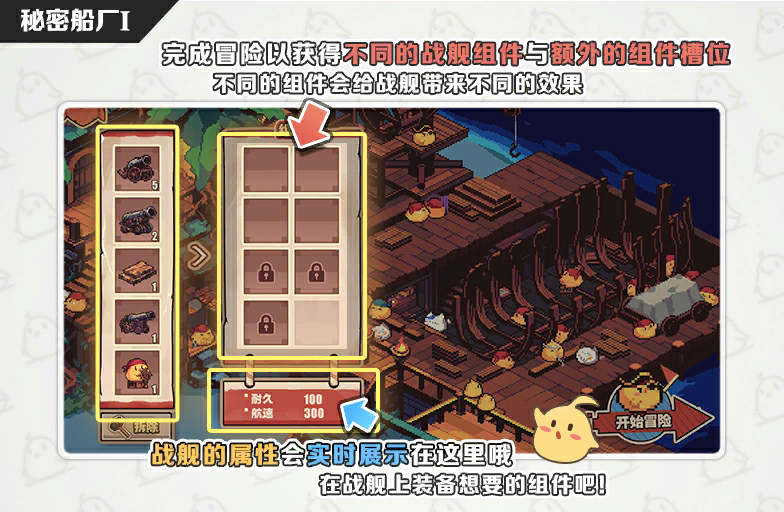 秘密船厂I
完成冒险以获得不同的战舰组件与额外的组件槽位
不同的组件会给战舰带来不同的效果
5
2
1
1
1
拆除
耐久 100
航速 300
开始冒险
战舰的属性会实时展示在这里哦
在战舰上装备想要的组件吧!